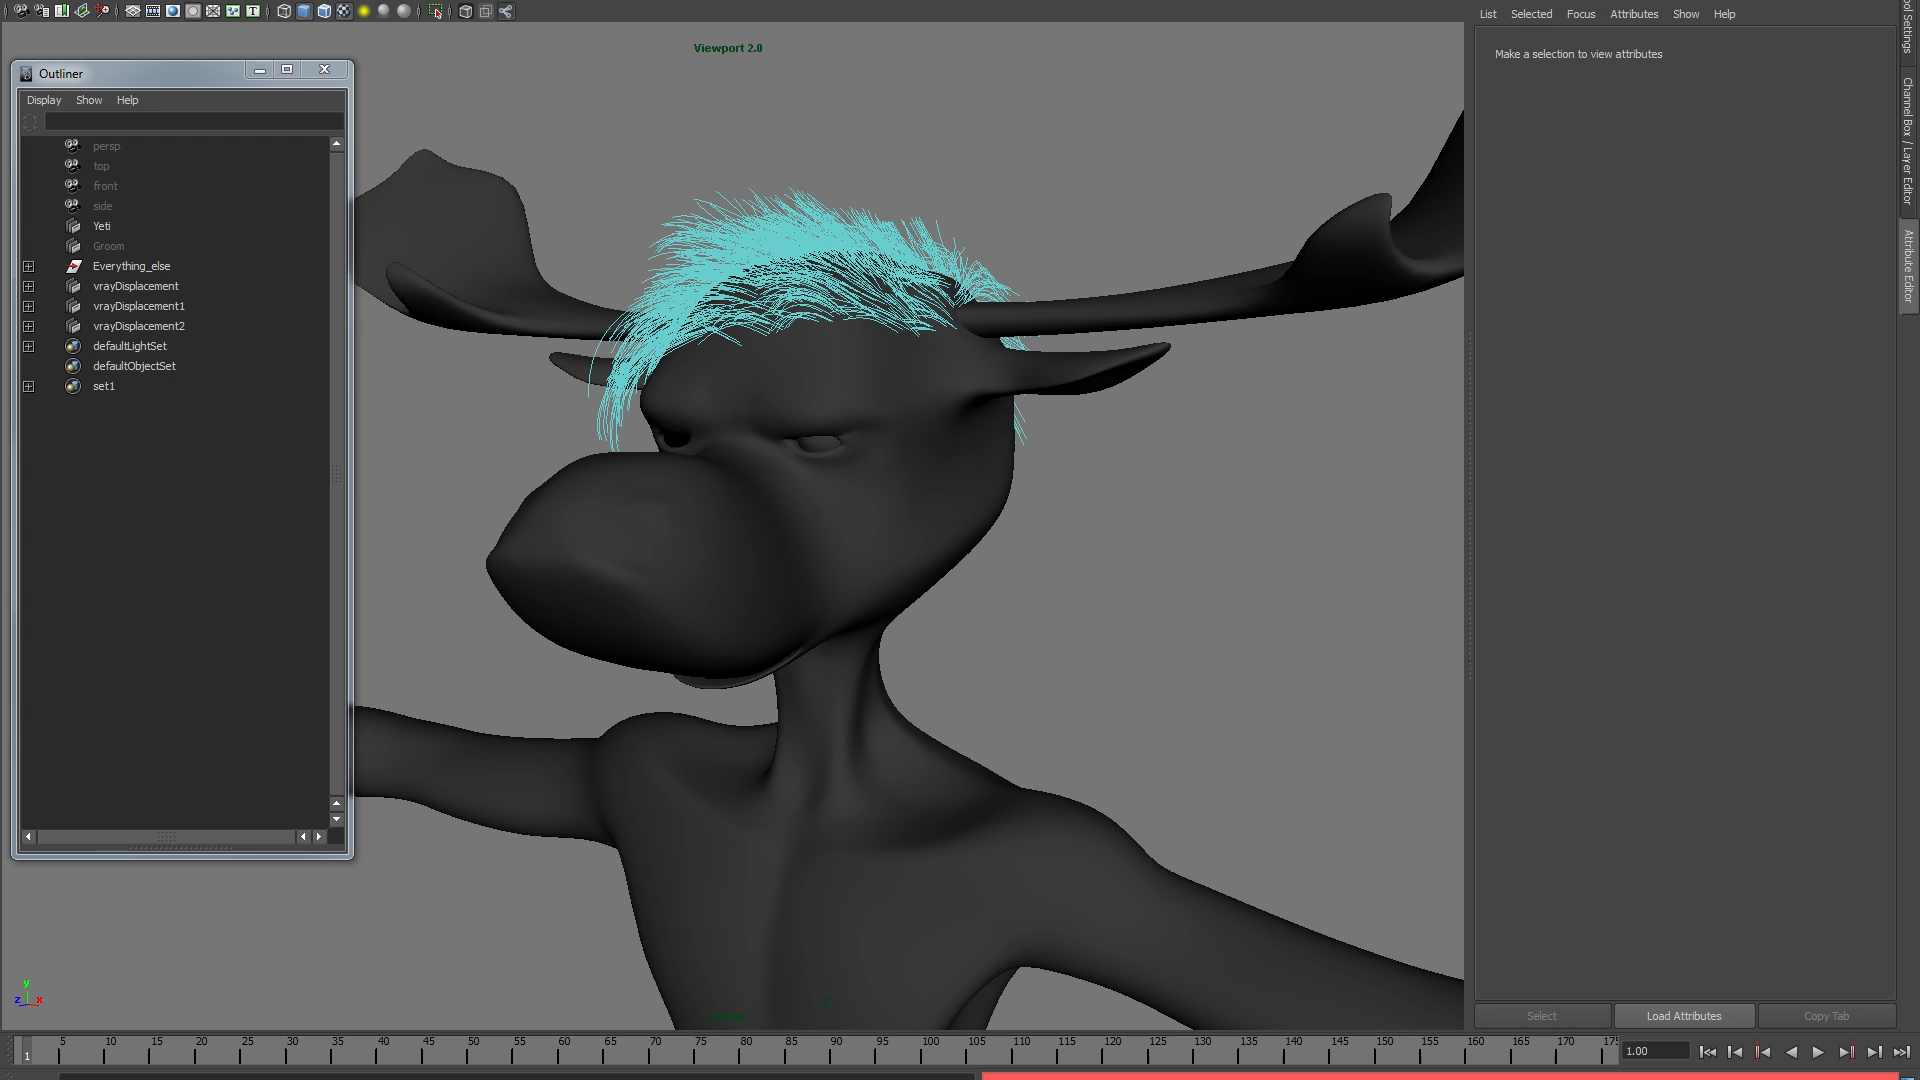 List Selected Focus Attributes Show Help
Viewport 2.0
Make a selection to view attributes
Tool Settings
Channel Box / Layer Editor
Attribute Editor
Outliner
Display Show Help
persp
top
front
side
Yeti
Groom
Everything_else
vrayDisplacement
vrayDisplacement1
vrayDisplacement2
defaultLightSet
defaultObjectSet
set1
y
z x
Select Load Attributes Copy Tab
1 5 10 15 20 25 30 35 40 45 50 55 60 65 70 75 80 85 90 95 100 105 110 115 120 125 130 135 140 145 150 155 160 165 170 175
1.00